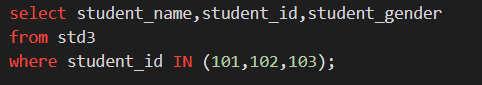 select student_name,student_id,student_gender
from std3
where student_id IN (101,102,103);